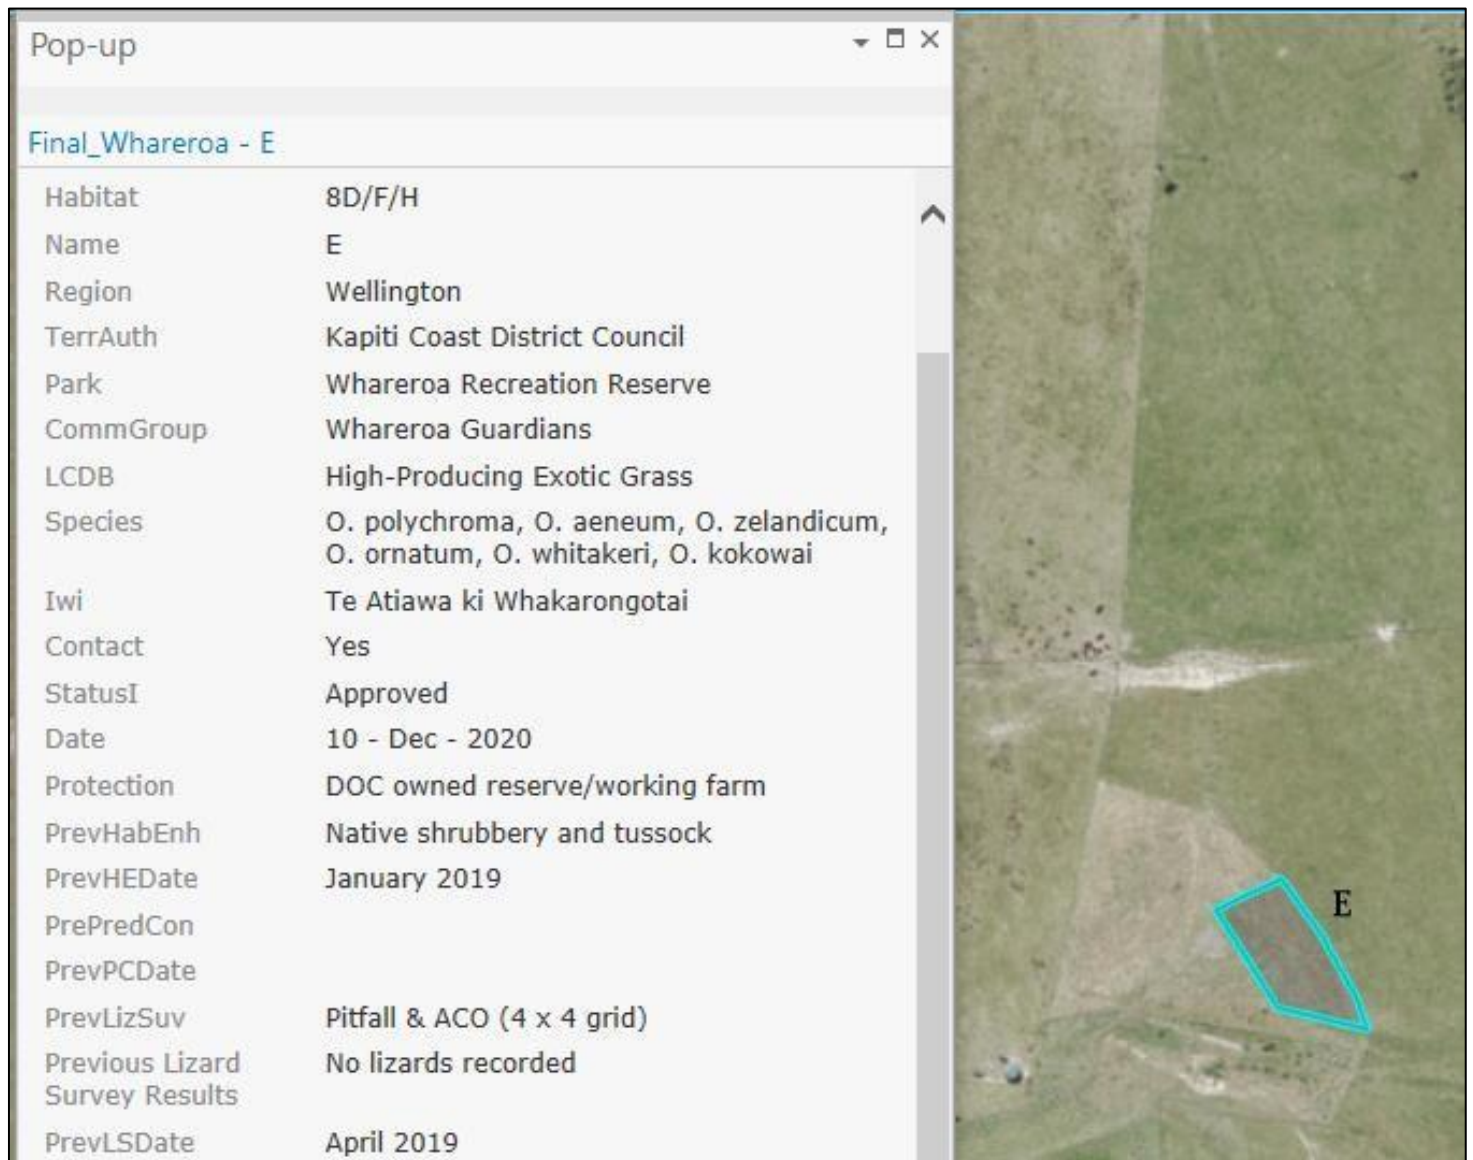 Pop-up
Final_Whareroa - E
Habitat 8D/F/H
Name E
Region Wellington
TerrAuth Kapiti Coast District Council
Park Whareroa Recreation Reserve
CommGroup Whareroa Guardians
LCDB High-Producing Exotic Grass
Species O. polychroma, O. aeneum, O. zelandicum,
O. ornatum, O. whitakeri, O. kokowai
Iwi Te Atiawa ki Whakarongotai
Contact Yes
StatusI Approved
Date 10 - Dec - 2020
Protection DOC owned reserve/working farm
PrevHabEnh Native shrubbery and tussock
PrevHEDate January 2019
PrePredCon
PrevPCDate
PrevLizSuv Pitfall & ACO (4 x 4 grid)
Previous Lizard No lizards recorded
Survey Results
PrevLSDate April 2019
E